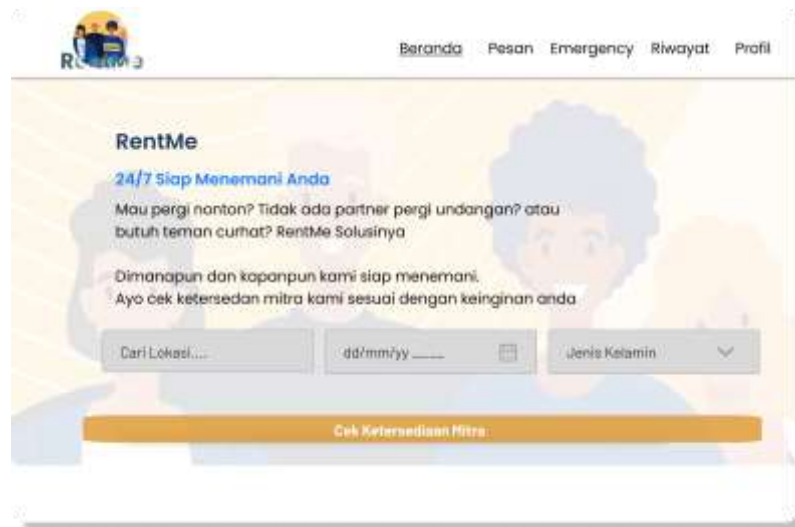 RentMe
Beranda Pesan Emergency Riwayat Profil
RentMe
24/7 Siap Menemani Anda
Mau pergi nonton? Tidak ada partner pergi undangan? atau
butuh teman curhat? RentMe Solusinya
Dimanapun dan kapanpun kami siap menemani.
Ayo cek ketersedan mitra kami sesuai dengan keinginan anda
Cari Lokasi....
dd/mm/yy ____
Jenis Kelamin
Cek Ketersediaan Mitra